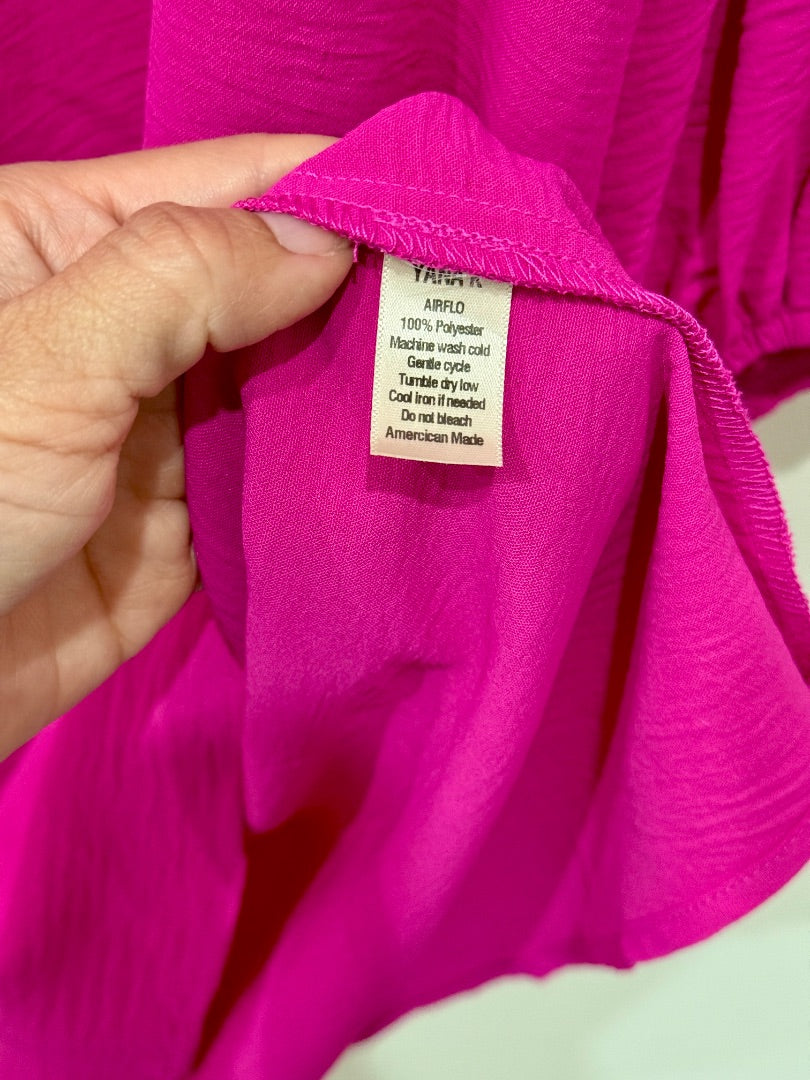 YANA K
AIRFLO
100% Polyester
Machine wash cold
Gentle cycle
Tumble dry low
Cool iron if needed
Do not bleach
Amercican Made